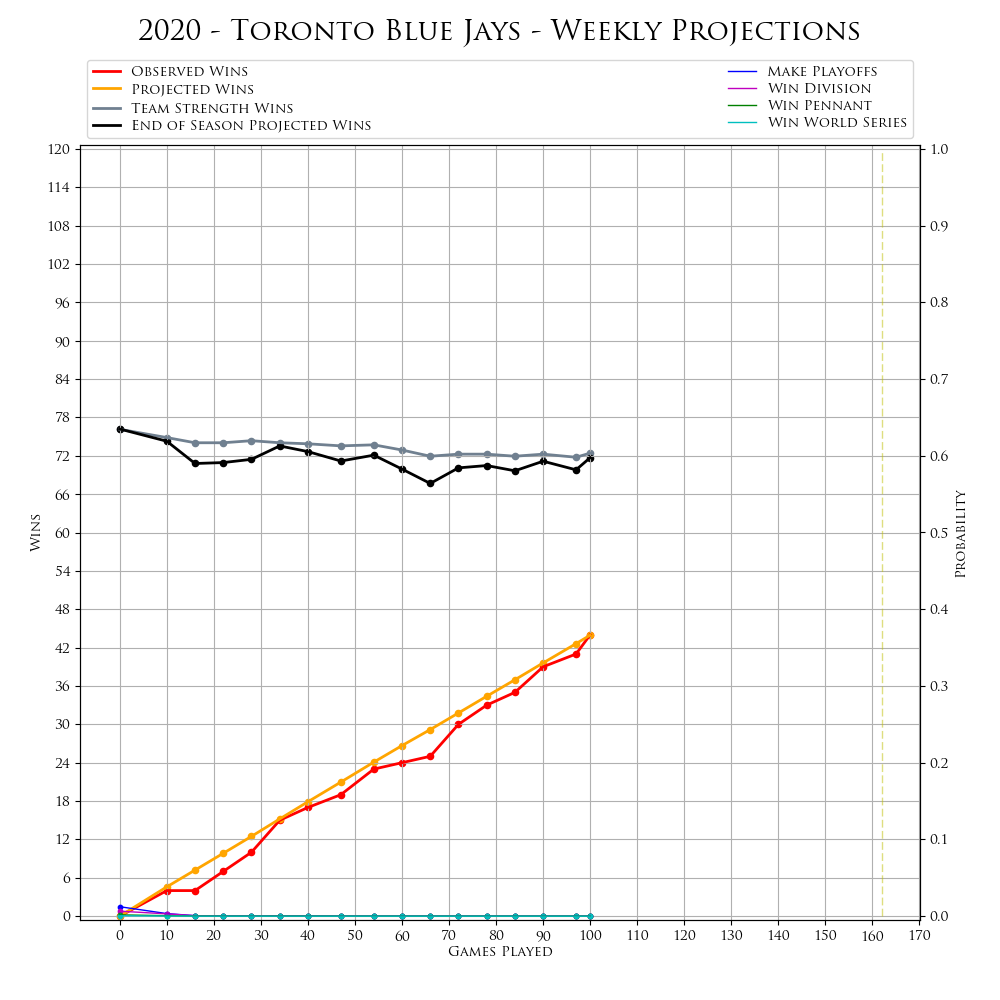 2020 - Toronto Blue Jays - Weekly Projections
Observed Wins
Projected Wins
Team Strength Wins
End of Season Projected Wins
Make Playoffs
Win Division
Win Pennant
Win World Series
120
114
108
102
96
90
84
78
72
66
60
54
48
42
36
30
24
18
12
6
0
Wins
1.0
0.9
0.8
0.7
0.6
0.5
0.4
0.3
0.2
0.1
0.0
Probability
0 10 20 30 40 50 60 70 80 90 100 110 120 130 140 150 160 170
Games Played